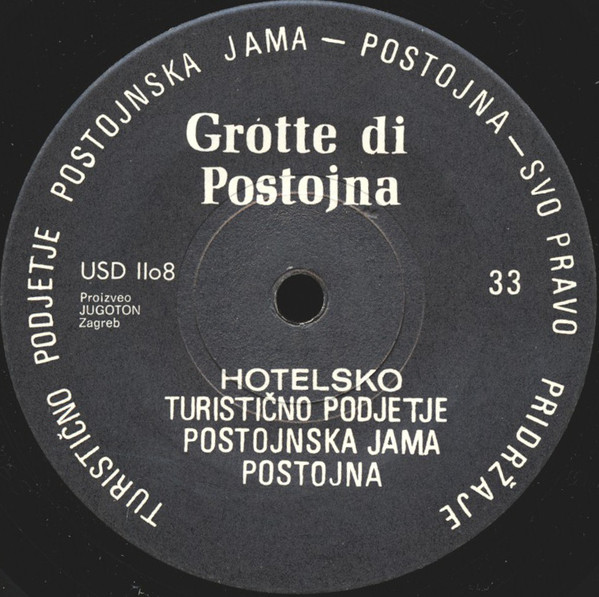 TURISTIČNO PODJETJE POSTOJNSKA JAMA – POSTOJNA – SVO PRAVO PRIDRŽAJE
Grotte di
Postojna
USD IIo8
Proizveo
JUGOTON
Zagreb
33
HOTELSKO
TURISTIČNO PODJETJE
POSTOJNSKA JAMA
POSTOJNA